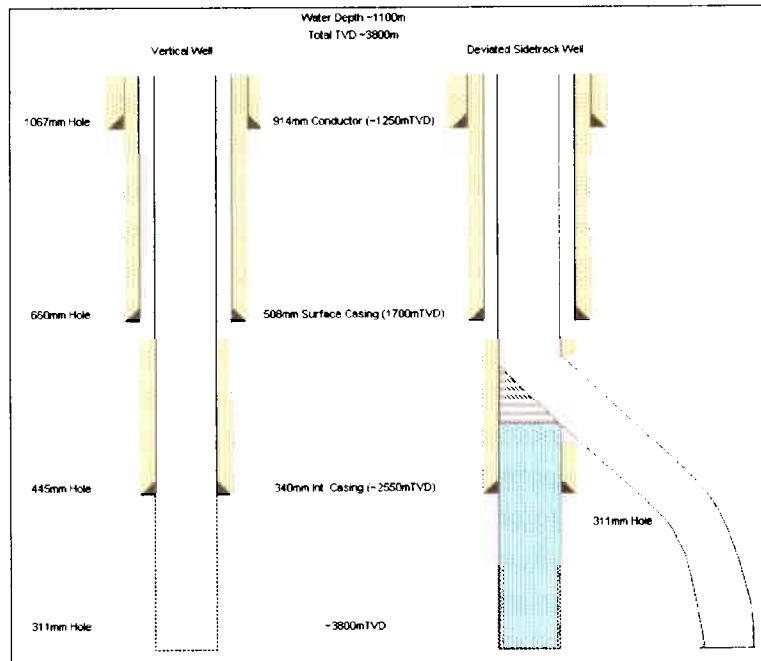 Water Depth ~1100m
Total TVD ~3800m
Vertical Well
Deviated Sidetrack Well
1067mm Hole
914mm Conductor (~1250mTVD)
660mm Hole
508mm Surface Casing (1700mTVD)
445mm Hole
340mm Int. Casing (~2550mTVD)
311mm Hole
311mm Hole
~3800mTVD